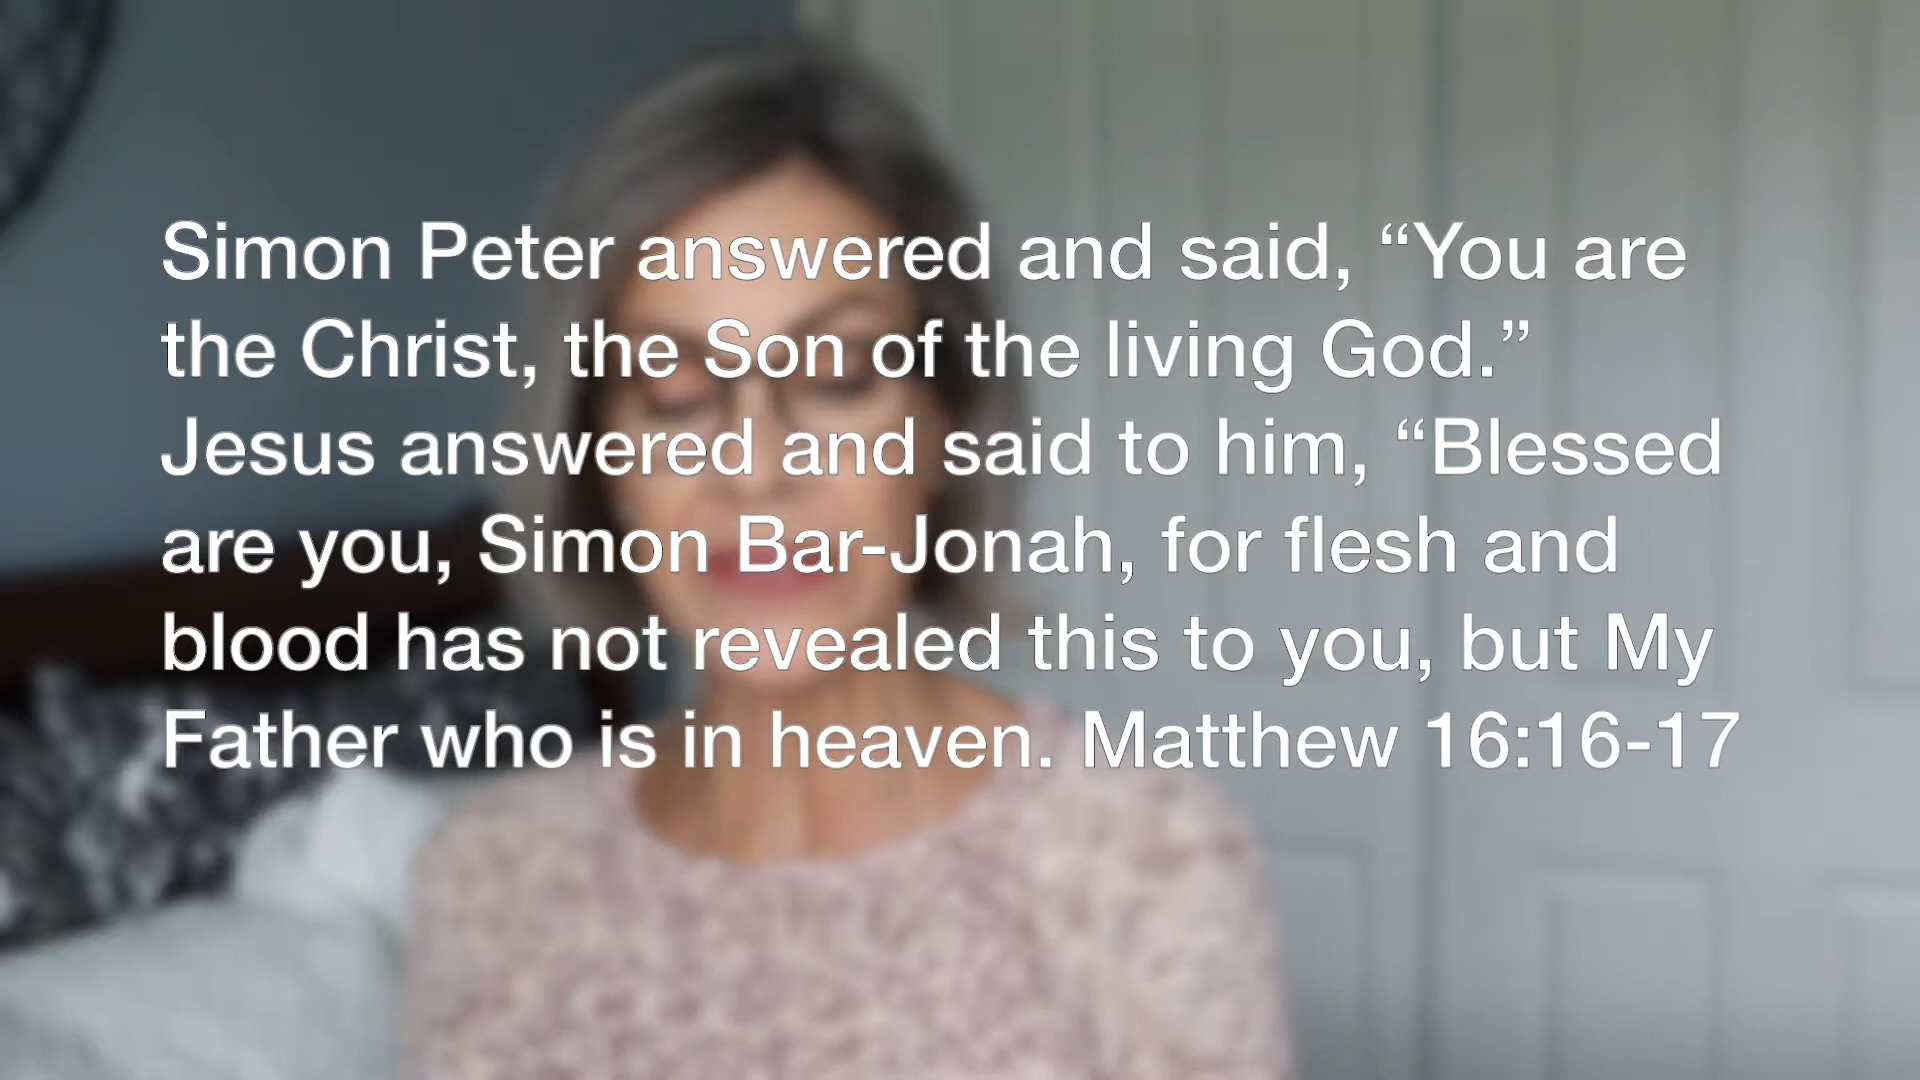 Simon Peter answered and said, “You are
the Christ, the Son of the living God.”
Jesus answered and said to him, “Blessed
are you, Simon Bar-Jonah, for flesh and
blood has not revealed this to you, but My
Father who is in heaven. Matthew 16:16-17